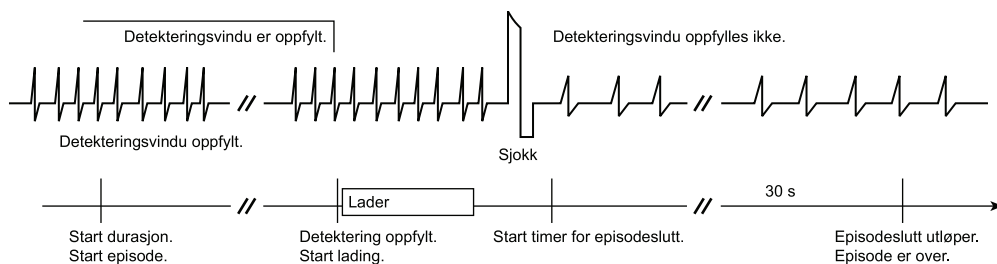 Detekteringsvindu er oppfylt.
Detekteringsvindu oppfylles ikke.
Detekteringsvindu oppfylt.
Sjokk
Lader
30 s
Start durasjon.
Start episode.
Detektering oppfylt.
Start lading.
Start timer for episodeslutt.
Episodeslutt utløper.
Episode er over.